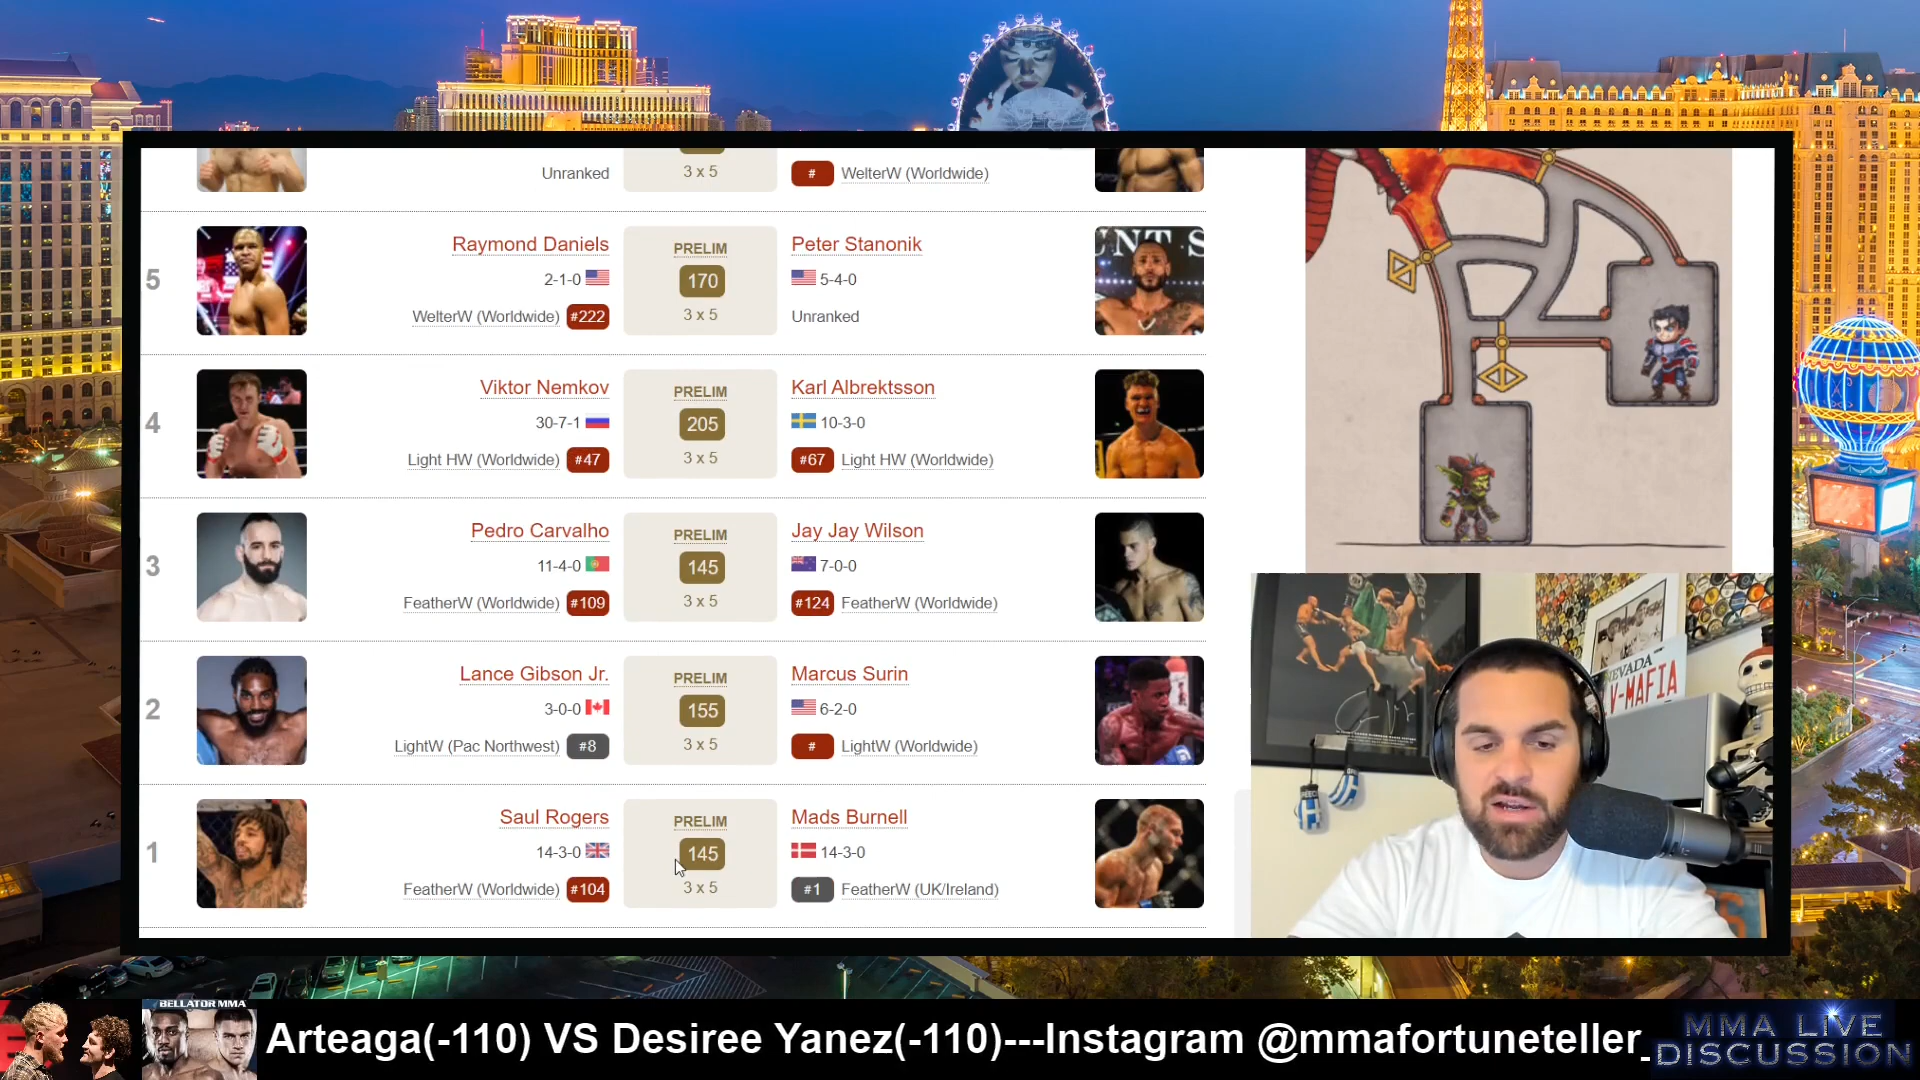 Unranked
3 x 5
# WelterW (Worldwide)
5
Raymond Daniels
2-1-0
WelterW (Worldwide) #222
PRELIM
170
3 x 5
Peter Stanonik
5-4-0
Unranked
UNT S
4
Viktor Nemkov
30-7-1
Light HW (Worldwide) #47
PRELIM
205
3 x 5
Karl Albrektsson
10-3-0
#67 Light HW (Worldwide)
3
Pedro Carvalho
11-4-0
FeatherW (Worldwide) #109
PRELIM
145
3 x 5
Jay Jay Wilson
7-0-0
#124 FeatherW (Worldwide)
2
Lance Gibson Jr.
3-0-0
LightW (Pac Northwest) #8
PRELIM
155
3 x 5
Marcus Surin
6-2-0
# LightW (Worldwide)
1
Saul Rogers
14-3-0
FeatherW (Worldwide) #104
PRELIM
145
3 x 5
Mads Burnell
14-3-0
#1 FeatherW (UK/Ireland)
NEVADA
V-MAFIA
BELLATOR MMA
Arteaga(-110) VS Desiree Yanez(-110)---Instagram @mmafortuneteller_
MMA LIVE
DISCUSSION